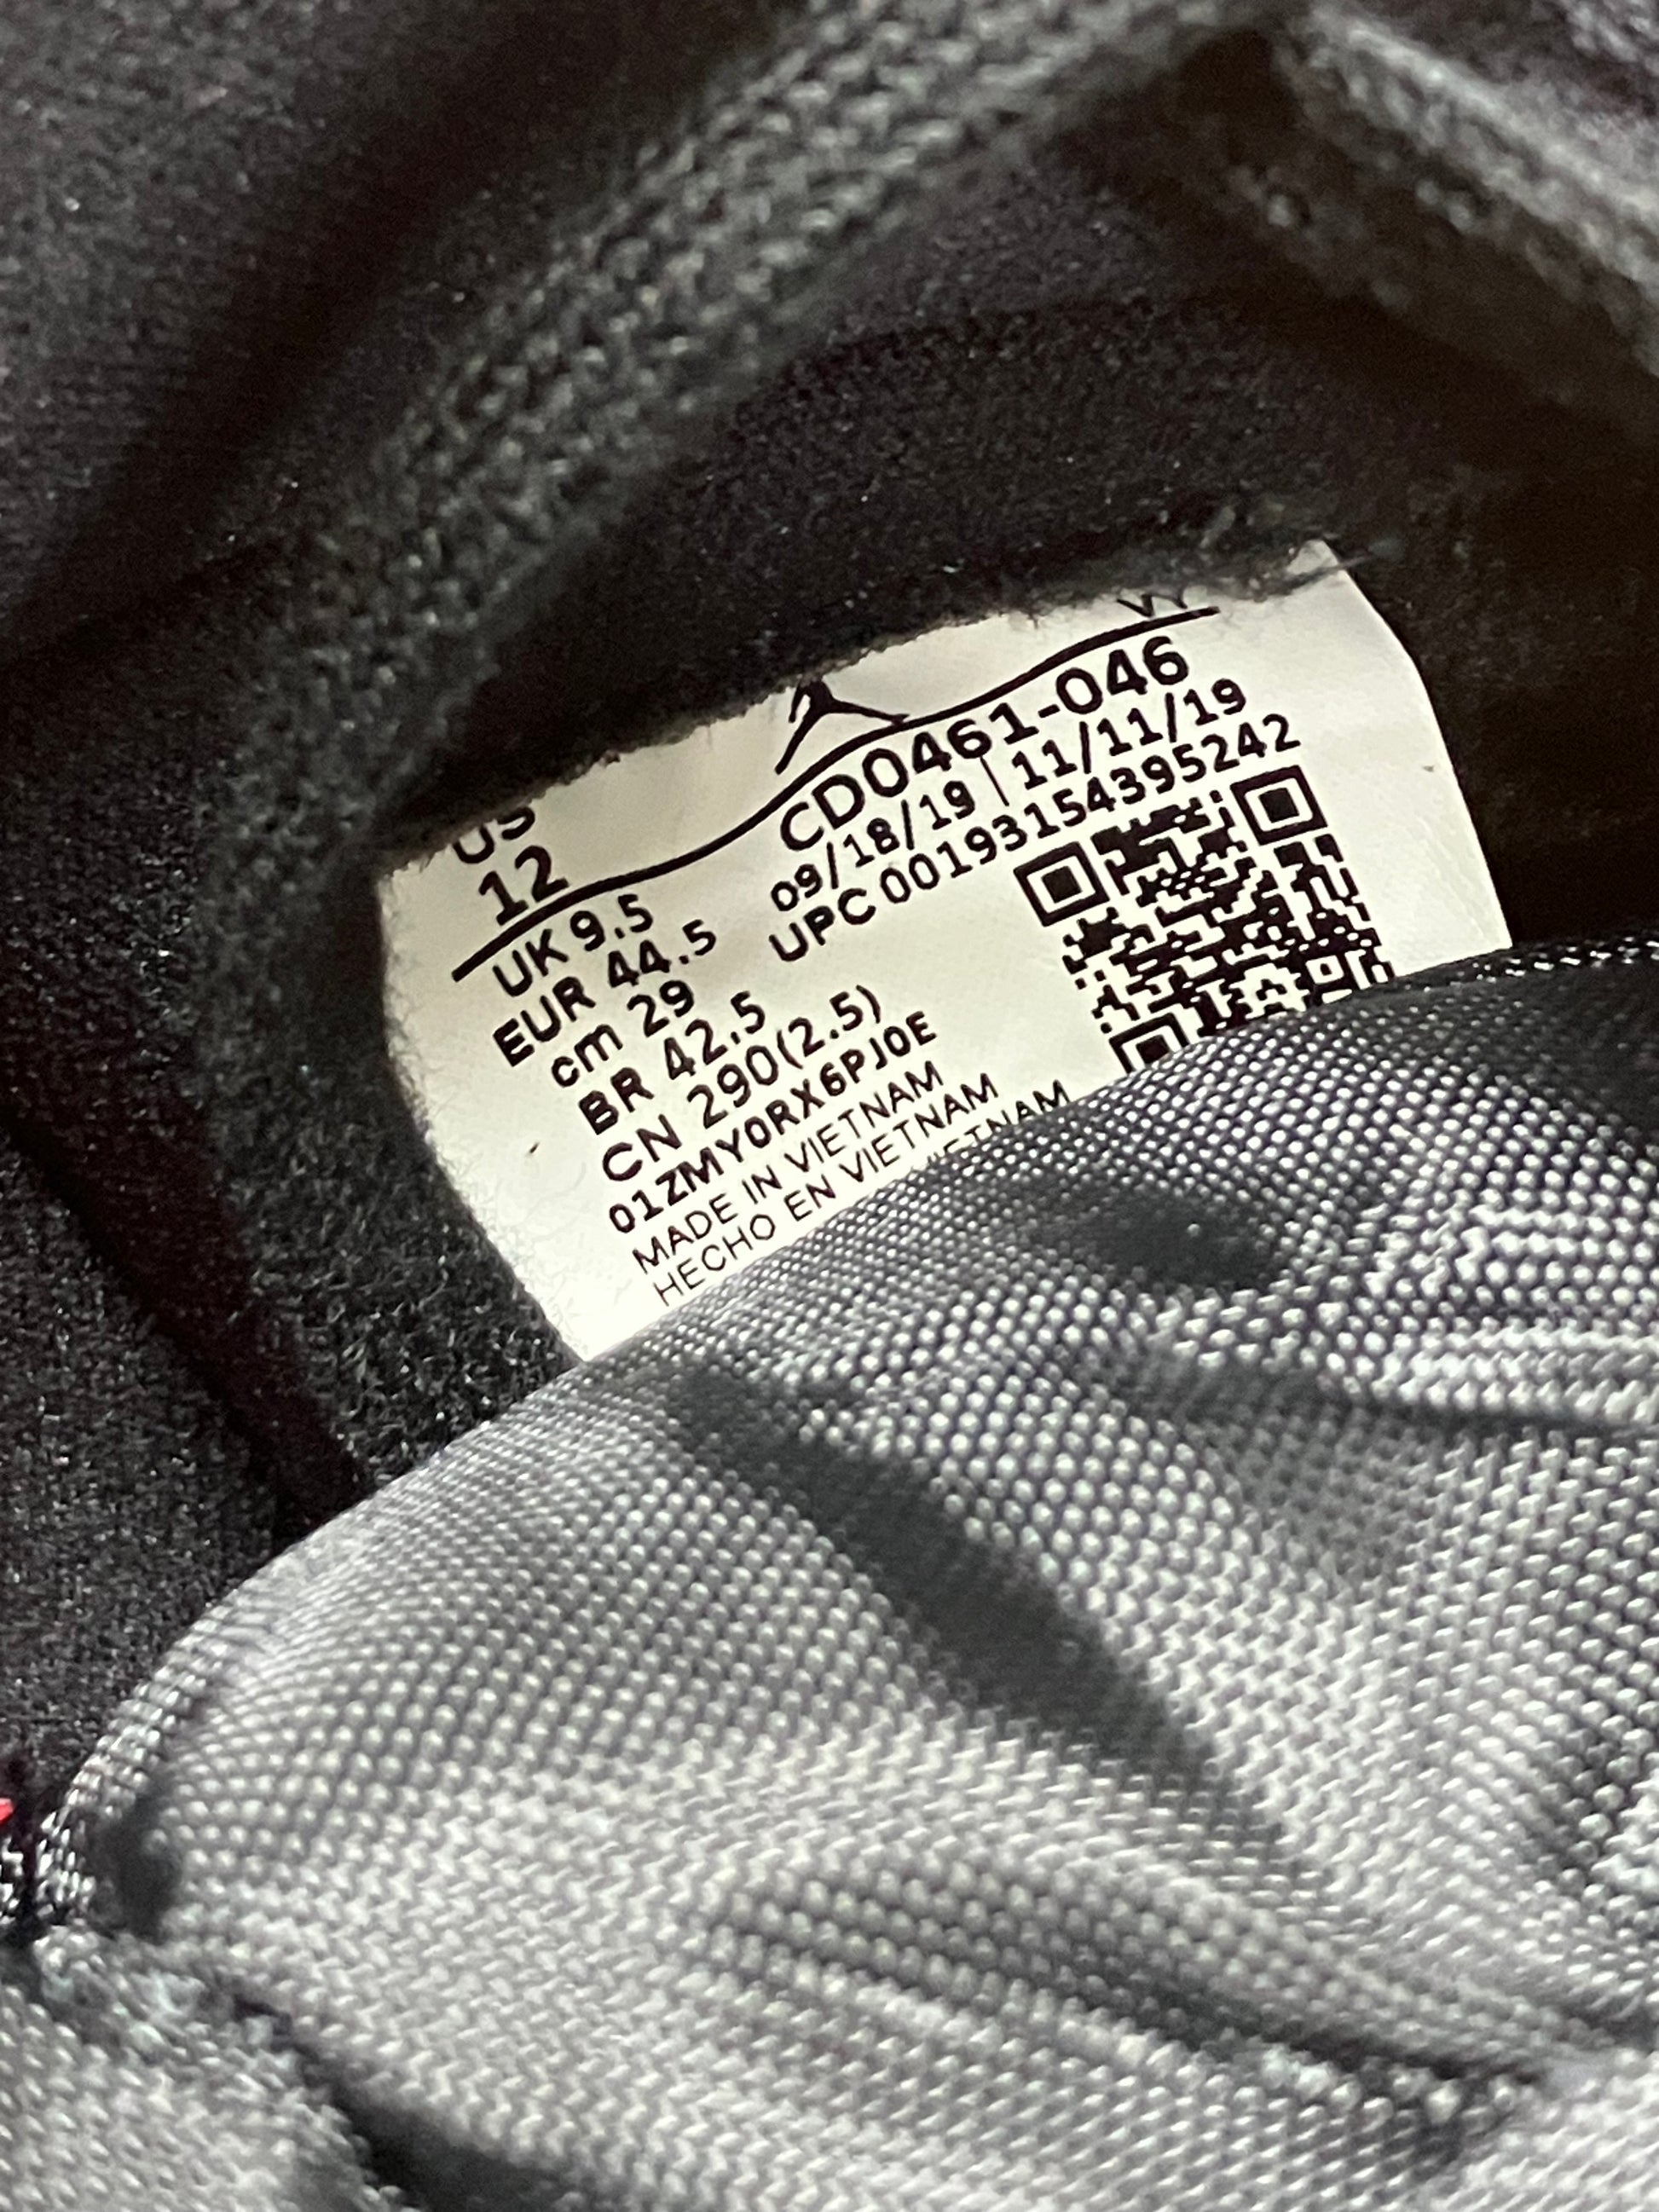 US
12
UK 9.5
EUR 44.5
cm 29
BR 42.5
CN 290(2.5)
01ZMY0RX6PJ0E
MADE IN VIETNAM
HECHO EN VIETNAM
VIETNAM
CD0461-046
09/18/19 | 11/11/19
UPC 00193154395242